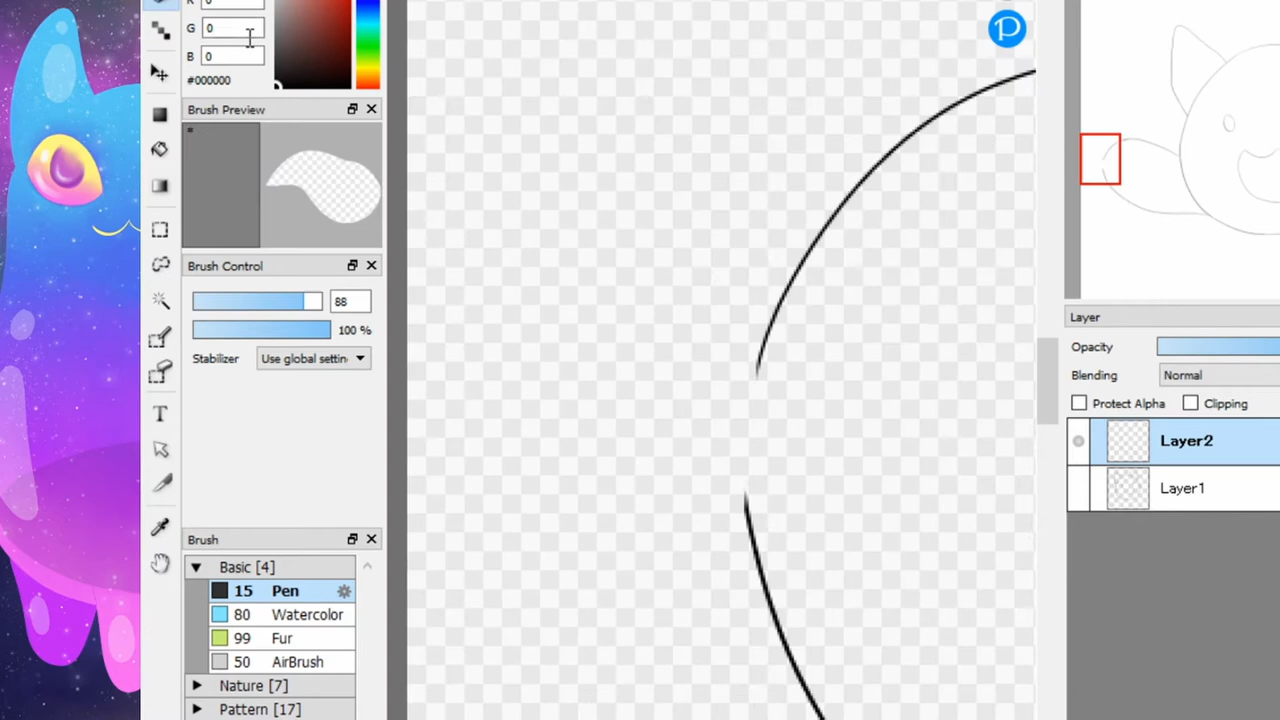 R 0
G 0
B 0
#000000
Brush Preview
Brush Control
88
100 %
Stabilizer Use global settin
Brush
Basic [4]
15 Pen
80 Watercolor
99 Fur
50 AirBrush
Nature [7]
Pattern [17]
T
P
Layer
Opacity
Blending Normal
Protect Alpha Clipping
Layer2
Layer1